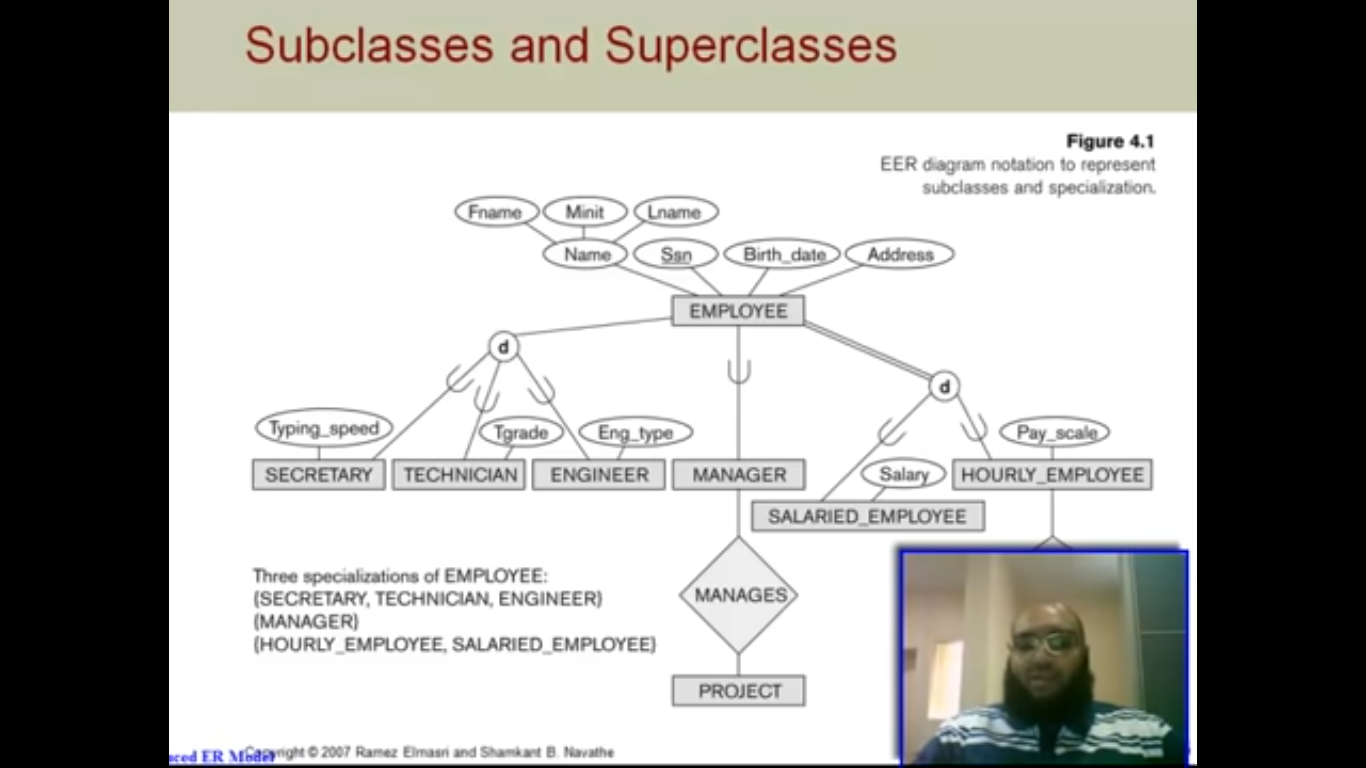 Subclasses and Superclasses
Figure 4.1
EER diagram notation to represent
subclasses and specialization.
Fname
Minit
Lname
Name
Ssn
Birth_date
Address
EMPLOYEE
d
d
Typing_speed
Tgrade
Eng_type
Pay_scale
SECRETARY
TECHNICIAN
ENGINEER
MANAGER
Salary
HOURLY_EMPLOYEE
SALARIED_EMPLOYEE
Three specializations of EMPLOYEE:
{SECRETARY, TECHNICIAN, ENGINEER}
{MANAGER}
{HOURLY_EMPLOYEE, SALARIED_EMPLOYEE}
MANAGES
PROJECT
Copyright © 2007 Ramez Elmasri and Shamkant B. Navathe
nced ER Model